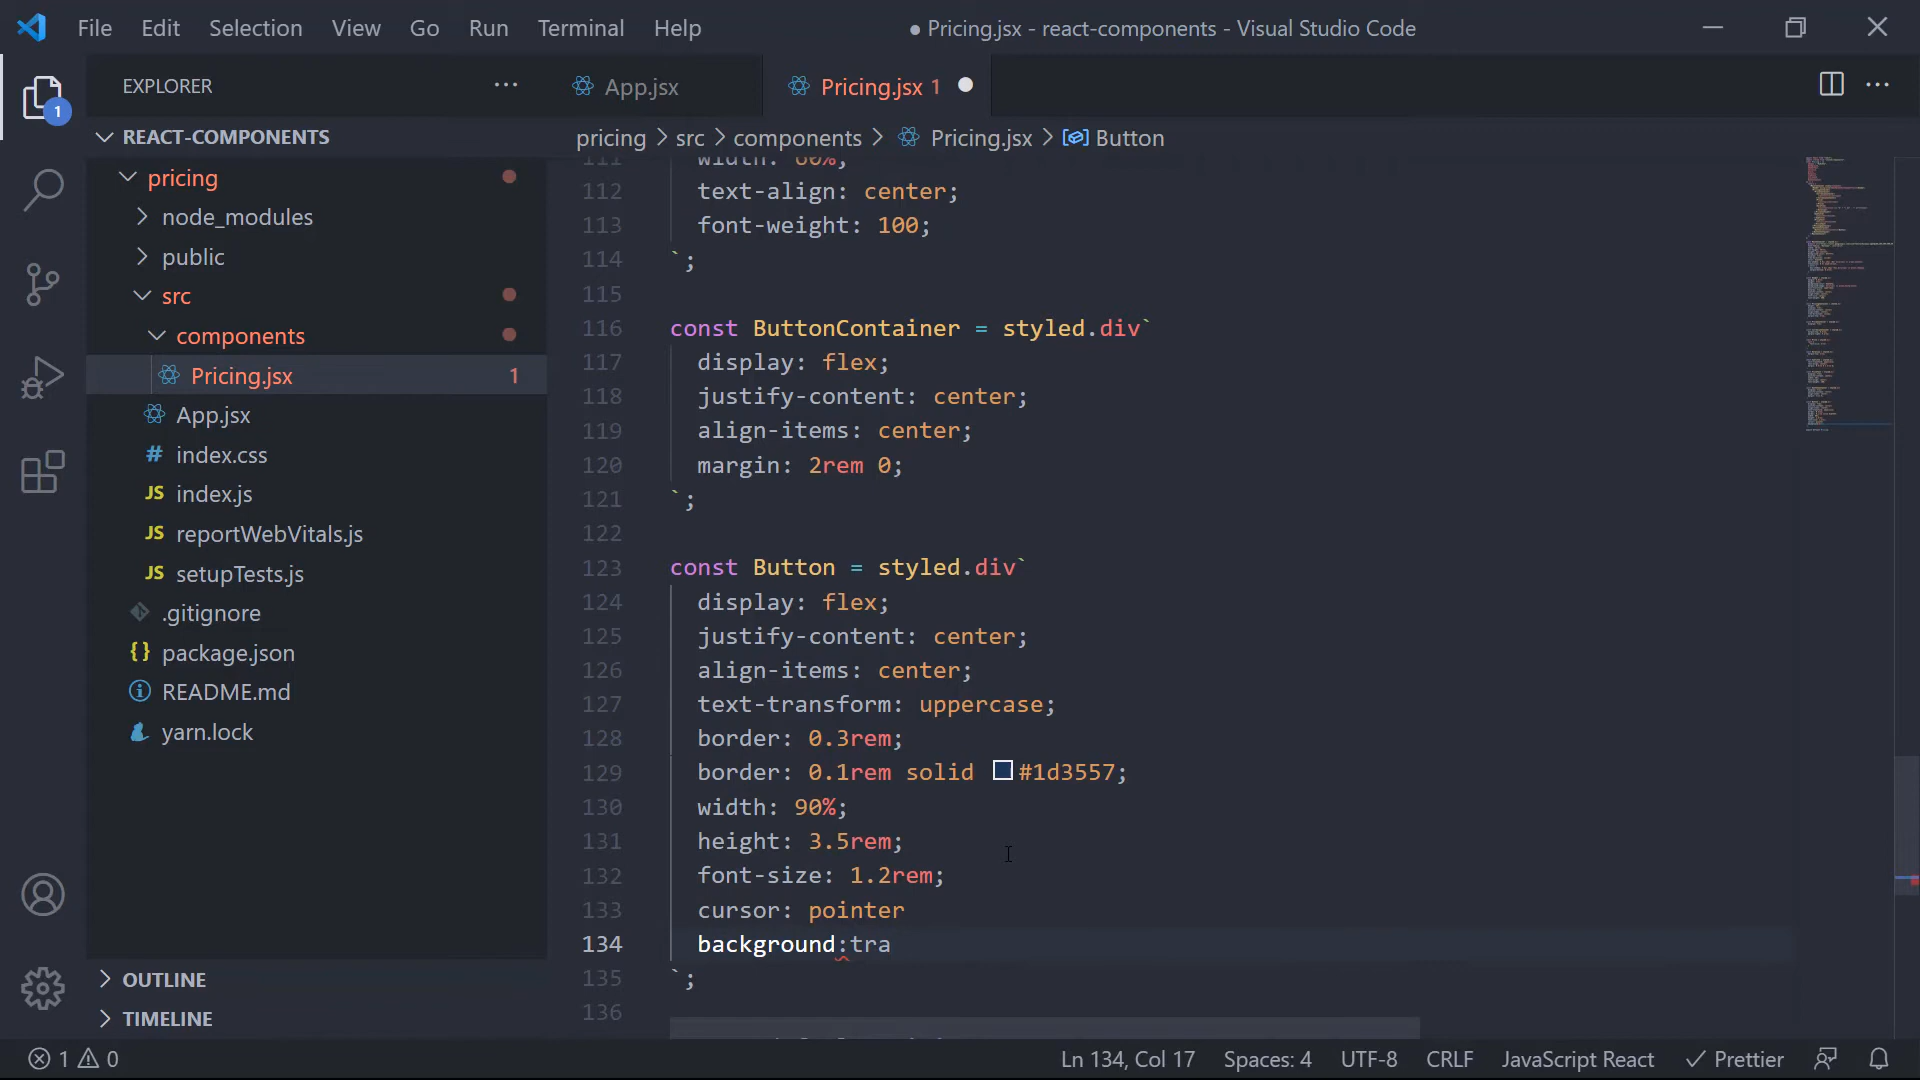 File Edit Selection View Go Run Terminal Help
● Pricing.jsx - react-components - Visual Studio Code
1
EXPLORER
REACT-COMPONENTS
pricing
node_modules
public
src
components
Pricing.jsx 1
App.jsx
# index.css
JS index.js
JS reportWebVitals.js
JS setupTests.js
.gitignore
{} package.json
README.md
yarn.lock
OUTLINE
TIMELINE
App.jsx
Pricing.jsx 1
pricing > src > components > Pricing.jsx > Button
111 width: 60%;
112 text-align: center;
113 font-weight: 100;
114 `;
115
116 const ButtonContainer = styled.div`
117 display: flex;
118 justify-content: center;
119 align-items: center;
120 margin: 2rem 0;
121 `;
122
123 const Button = styled.div`
124 display: flex;
125 justify-content: center;
126 align-items: center;
127 text-transform: uppercase;
128 border: 0.3rem;
129 border: 0.1rem solid #1d3557;
130 width: 90%;
131 height: 3.5rem;
132 font-size: 1.2rem;
133 cursor: pointer
134 background:tra
135 `;
136
1 0
Ln 134, Col 17 Spaces: 4 UTF-8 CRLF JavaScript React Prettier